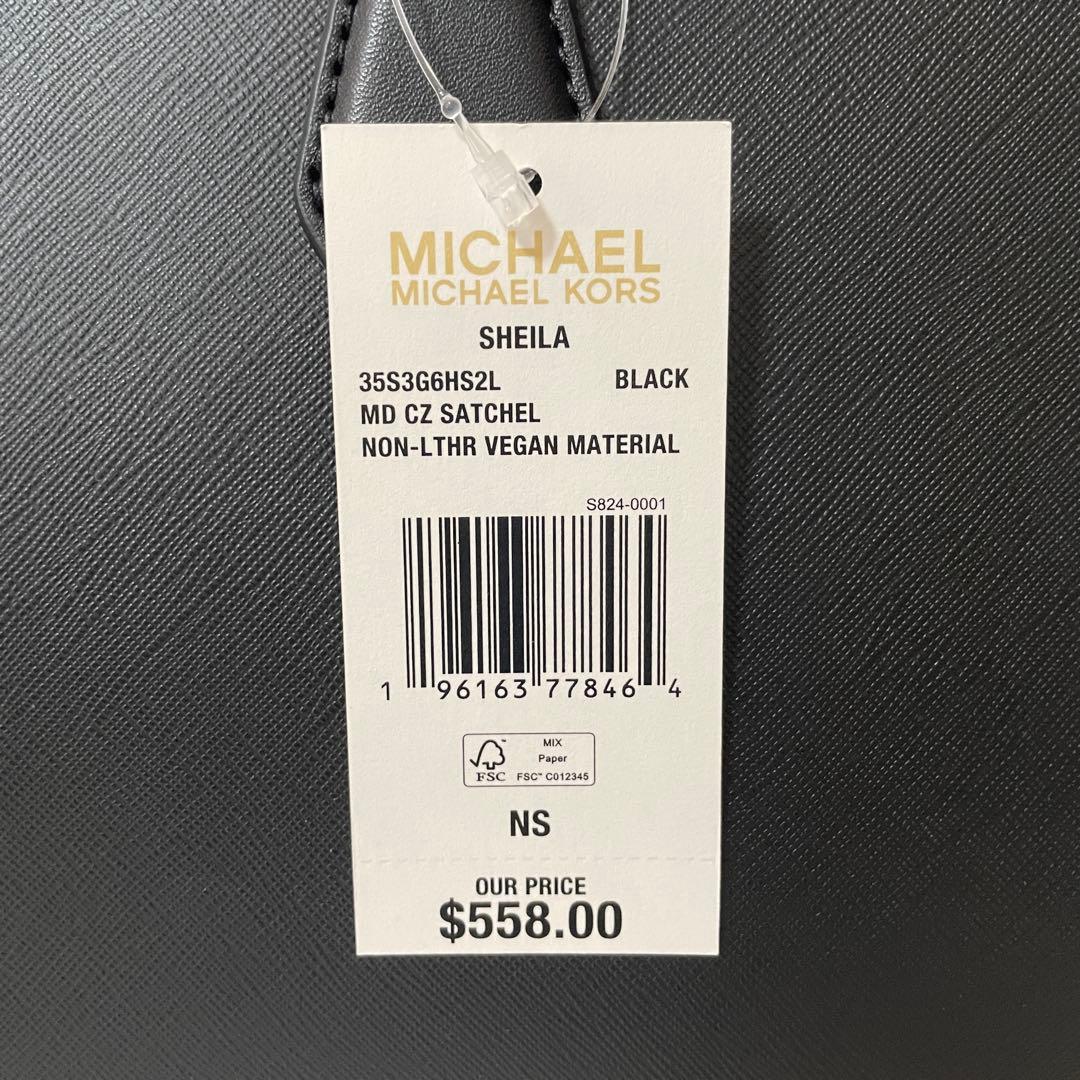 MICHAEL
MICHAEL KORS
SHEILA
35S3G6HS2L BLACK
MD CZ SATCHEL
NON-LTHR VEGAN MATERIAL
S824-0001
1 96163 77846 4
MIX
Paper
FSC™ FSC™ C012345
NS
OUR PRICE
$558.00